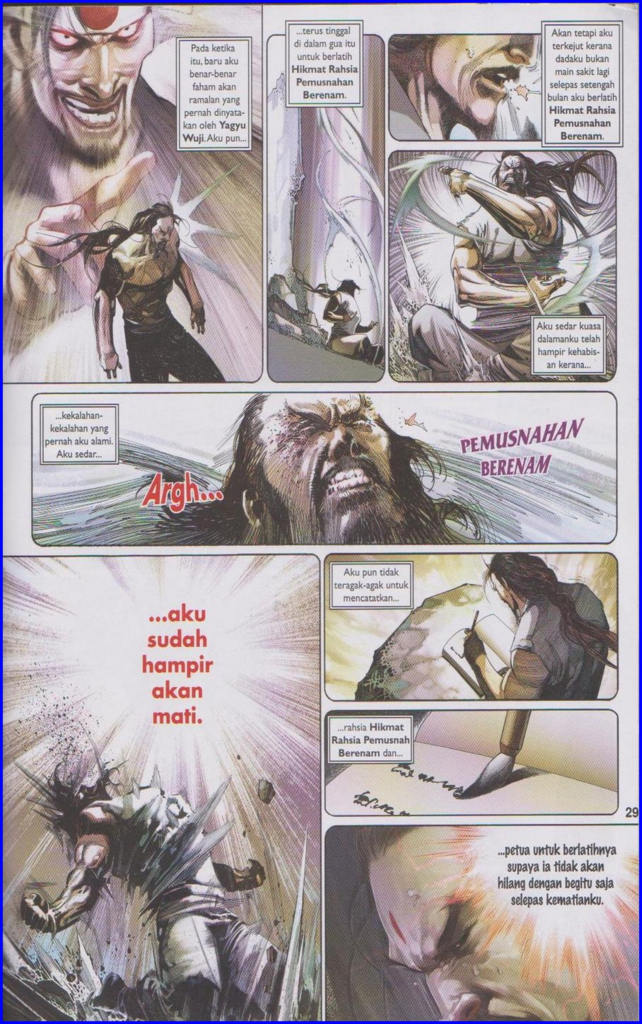 Pada ketika
itu, baru aku
benar-benar
faham akan
ramalan yang
pernah dinyata-
kan oleh Yagyu
Wuji. Aku pun...
...terus tinggal
di dalam gua itu
untuk berlatih
Hikmat Rahsia
Pemusnahan
Berenam.
Akan tetapi aku
terkejut kerana
dadaku bukan
main sakit lagi
selepas setengah
bulan aku berlatih
Hikmat Rahsia
Pemusnahan
Berenam.
Aku sedar kuasa
dalamanku telah
hampir kehabis-
an kerana...
...kekalahan-
kekalahan yang
pernah aku alami.
Aku sedar...
Argh...
PEMUSNAHAN
BERENAM
...aku
sudah
hampir
akan
mati.
Aku pun tidak
teragak-agak untuk
mencatatkan...
...rahsia Hikmat
Rahsia Pemusnah
Berenam dan...
29
...petua untuk berlatihnya
supaya ia tidak akan
hilang dengan begitu saja
selepas kematianku.